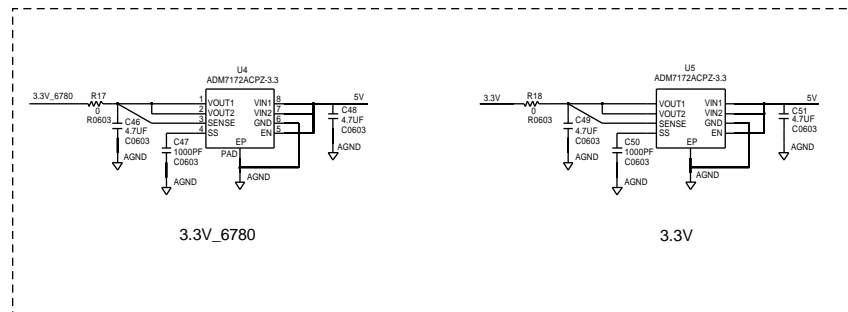 U4
ADM7172ACPZ-3.3
3.3V_6780
R17
0
R0603
1
2
3
4
VOUT1
VOUT2
SENSE
SS
EP
PAD
VIN1
VIN2
GND
EN
8
7
6
5
5V
C46
4.7UF
C0603
AGND
C47
1000PF
C0603
AGND
AGND
C48
4.7UF
C0603
AGND
3.3V_6780
U5
ADM7172ACPZ-3.3
3.3V
R18
0
R0603
VOUT1
VOUT2
SENSE
SS
EP
VIN1
VIN2
GND
EN
5V
C49
4.7UF
C0603
AGND
C50
1000PF
C0603
AGND
AGND
C51
4.7UF
C0603
AGND
3.3V